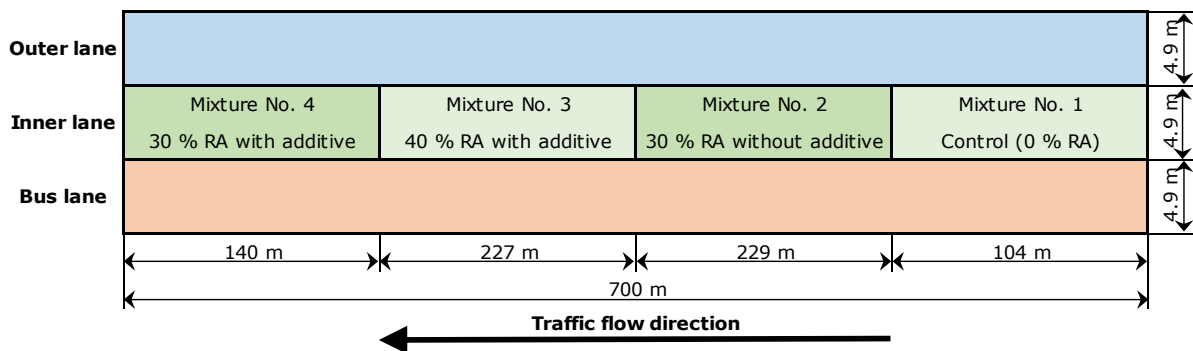 Outer lane
4.9 m
Inner lane
Mixture No. 4
30 % RA with additive
Mixture No. 3
40 % RA with additive
Mixture No. 2
30 % RA without additive
Mixture No. 1
Control (0 % RA)
4.9 m
Bus lane
4.9 m
140 m
227 m
229 m
104 m
700 m
Traffic flow direction